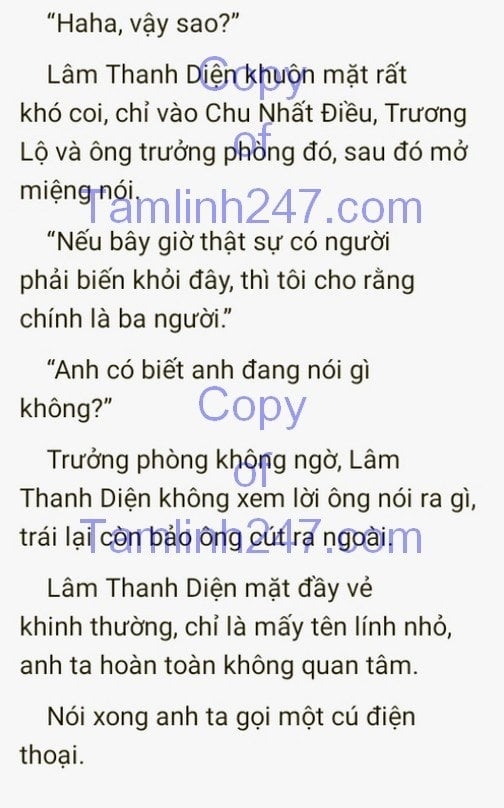 “Haha, vậy sao?”
Lâm Thanh Diện khuôn mặt rất
khó coi, chỉ vào Chu Nhất Điều, Trương
Lộ và ông trưởng phòng đó, sau đó mở
miệng nói.
“Nếu bây giờ thật sự có người
phải biến khỏi đây, thì tôi cho rằng
chính là ba người.”
“Anh có biết anh đang nói gì
không?”
Trưởng phòng không ngờ, Lâm
Thanh Diện không xem lời ông nói ra gì,
trái lại còn bảo ông cút ra ngoài.
Lâm Thanh Diện mặt đầy vẻ
khinh thường, chỉ là mấy tên lính nhỏ,
anh ta hoàn toàn không quan tâm.
Nói xong anh ta gọi một cú điện
thoại.
Copy
of
Tamlinh247.com
Copy
of
Tamlinh247.com